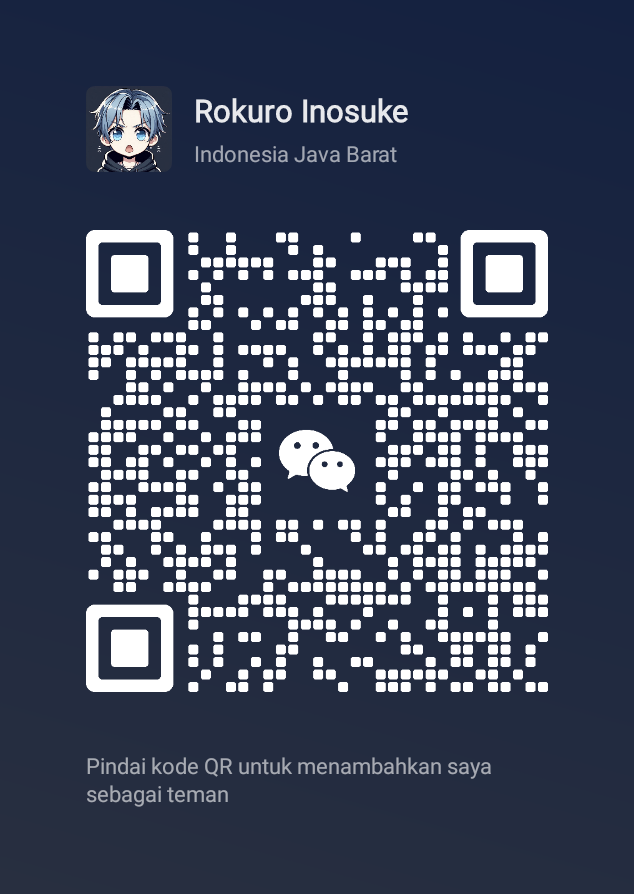 Rokuro Inosuke
Indonesia Java Barat
Pindai kode QR untuk menambahkan saya
sebagai teman